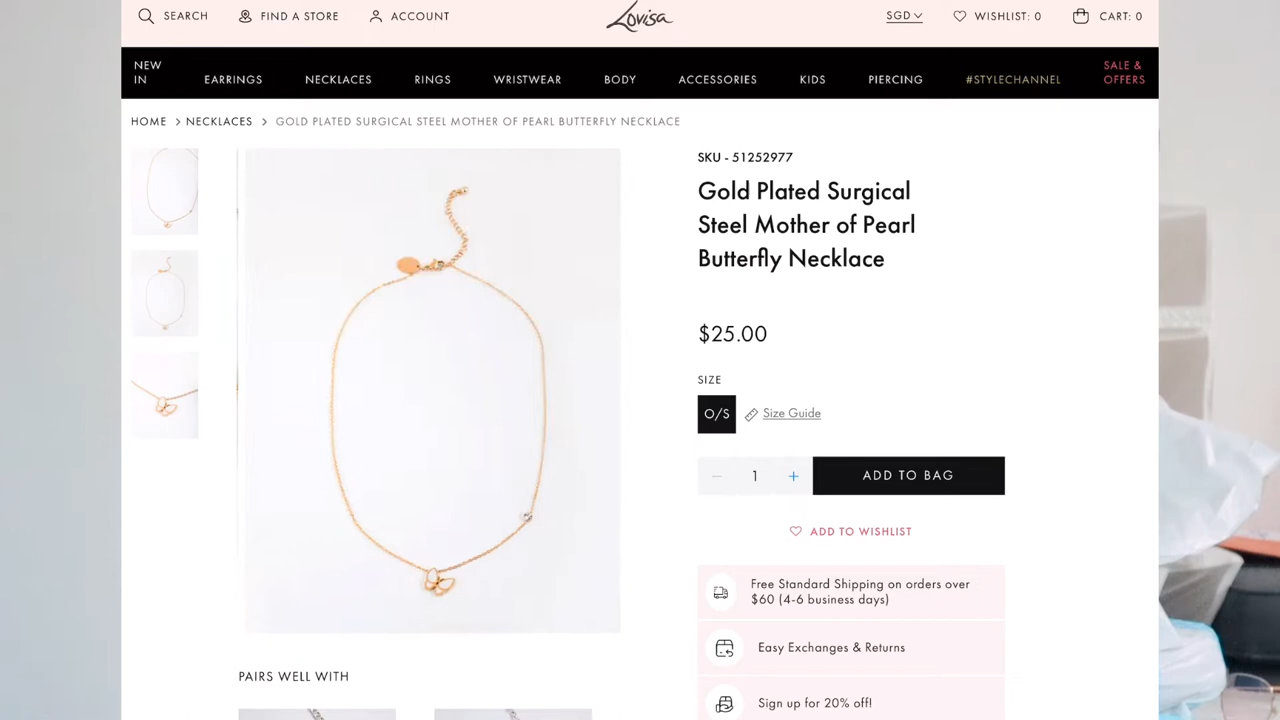 SEARCH
FIND A STORE
ACCOUNT
Lovisa
SGD
WISHLIST: 0
CART: 0
NEW IN
EARRINGS
NECKLACES
RINGS
WRISTWEAR
BODY
ACCESSORIES
KIDS
PIERCING
#STYLECHANNEL
SALE &
OFFERS
HOME > NECKLACES > GOLD PLATED SURGICAL STEEL MOTHER OF PEARL BUTTERFLY NECKLACE
SKU - 51252977
Gold Plated Surgical
Steel Mother of Pearl
Butterfly Necklace
$25.00
SIZE
O/S
Size Guide
− 1 +
ADD TO BAG
ADD TO WISHLIST
Free Standard Shipping on orders over
$60 (4-6 business days)
Easy Exchanges & Returns
Sign up for 20% off!
PAIRS WELL WITH